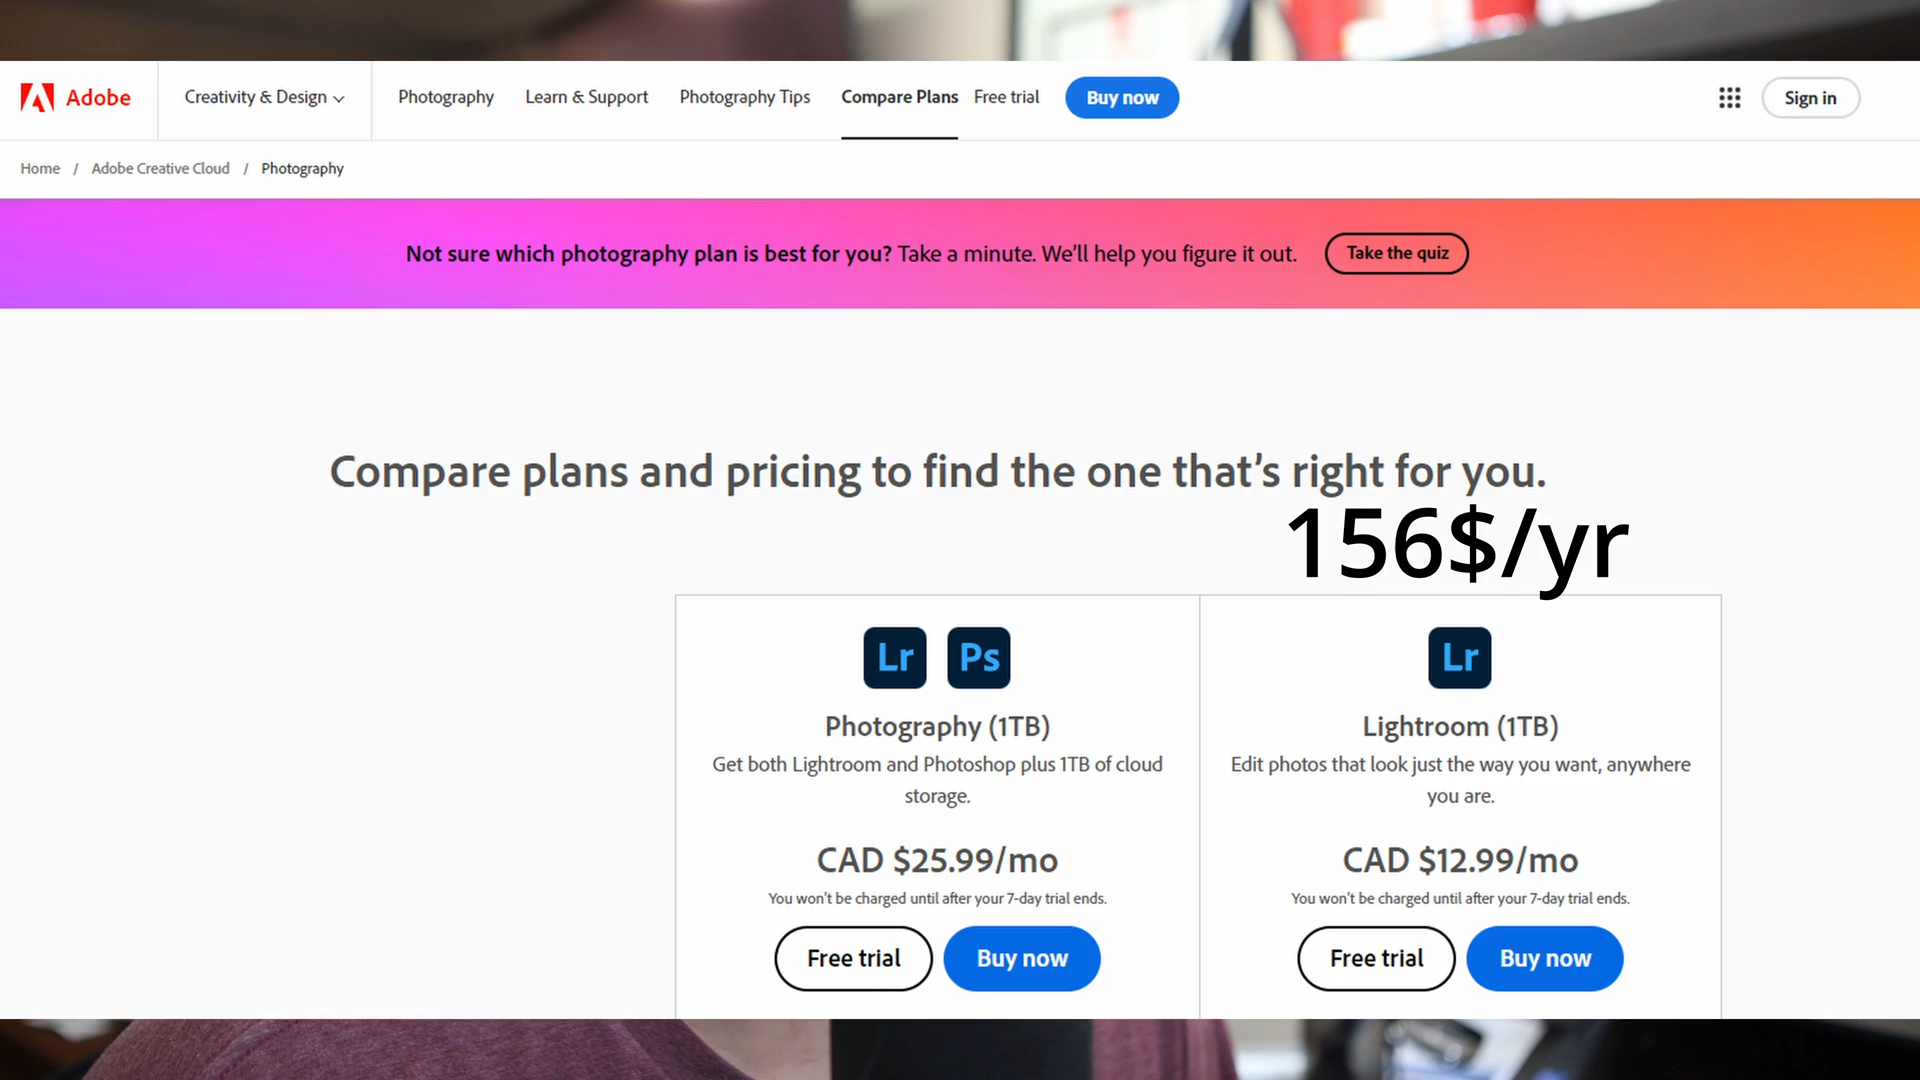 Adobe
Creativity & Design
Photography
Learn & Support
Photography Tips
Compare Plans
Free trial
Buy now
Sign in
Home / Adobe Creative Cloud / Photography
Not sure which photography plan is best for you? Take a minute. We'll help you figure it out.
Take the quiz
Compare plans and pricing to find the one that's right for you.
156$/yr
Lr Ps
Photography (1TB)
Get both Lightroom and Photoshop plus 1TB of cloud
storage.
CAD $25.99/mo
You won't be charged until after your 7-day trial ends.
Free trial
Buy now
Lr
Lightroom (1TB)
Edit photos that look just the way you want, anywhere
you are.
CAD $12.99/mo
You won't be charged until after your 7-day trial ends.
Free trial
Buy now